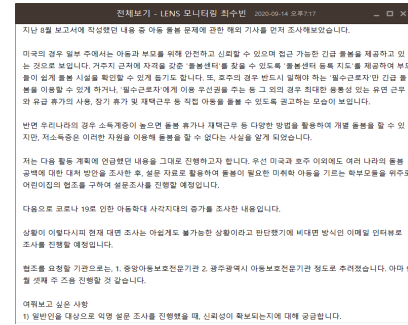 전체보기 - LENS 모니터링 최수빈 2020-09-14 오후7:17
지난 8월 보고서에 작성했던 내용 중 아동 돌봄 문제에 관한 해외 기사를 먼저 조사해보았습니다.
미국의 경우 일부 주에서는 아동과 부모를 위해 안전하고 신뢰할 수 있으며 접근 가능한 긴급 돌봄을 제공하고 있
는 것으로 보입니다. 거주지 근처에 자격을 갖춘 '돌봄센터'를 찾을 수 있도록 '돌봄센터 등록 지도'를 제공하여 부모
들이 쉽게 돌봄 시설을 확인할 수 있게 돕기도 합니다. 또, 호주의 경우 반드시 일해야 하는 '필수근로자'만 긴급 돌
봄을 이용할 수 있게 하거나, '필수근로자'에게 이용 우선권을 주는 등 그 외의 경우 최대한 융통성 있는 유연 근무
와 유급 휴가의 사용, 장기 휴가 및 재택근무 등 직접 아동을 돌볼 수 있도록 권고하는 모습이 보입니다.
반면 우리나라의 경우 소득계층이 높으면 돌봄 휴가나 재택근무 등 다양한 방법을 활용하여 개별 돌봄을 할 수 있
지만, 저소득층은 이러한 자원을 이용해 돌봄을 할 수 없다는 사실을 알게 되었습니다.
저는 다음 활동 계획에 언급했던 내용을 그대로 진행하고자 합니다. 우선 미국과 호주 이외에도 여러 나라의 돌봄
공백에 대한 대처 방안을 조사한 후, 설문 자료로 활용하여 돌봄이 필요한 미취학 아동을 기르는 학부모들을 위주로
어린이집의 협조를 구하여 설문조사를 진행할 예정입니다.
다음으로 코로나 19로 인한 아동학대 사각지대의 증가를 조사한 내용입니다.
상황이 이렇다시피 현재 대면 조사는 아쉽게도 불가능한 상황이라고 판단했기에 비대면 방식인 이메일 인터뷰로
조사를 진행할 예정입니다.
협조를 요청할 기관으로는, 1. 중앙아동보호전문기관 2. 광주광역시 아동보호전문기관 정도로 추려졌습니다. 아마
월 셋째 주 즈음 진행할 것 같습니다.
여쭤보고 싶은 사항
1) 일반인을 대상으로 익명 설문 조사를 진행했을 때, 신뢰성이 확보되는지에 대해 궁금합니다.